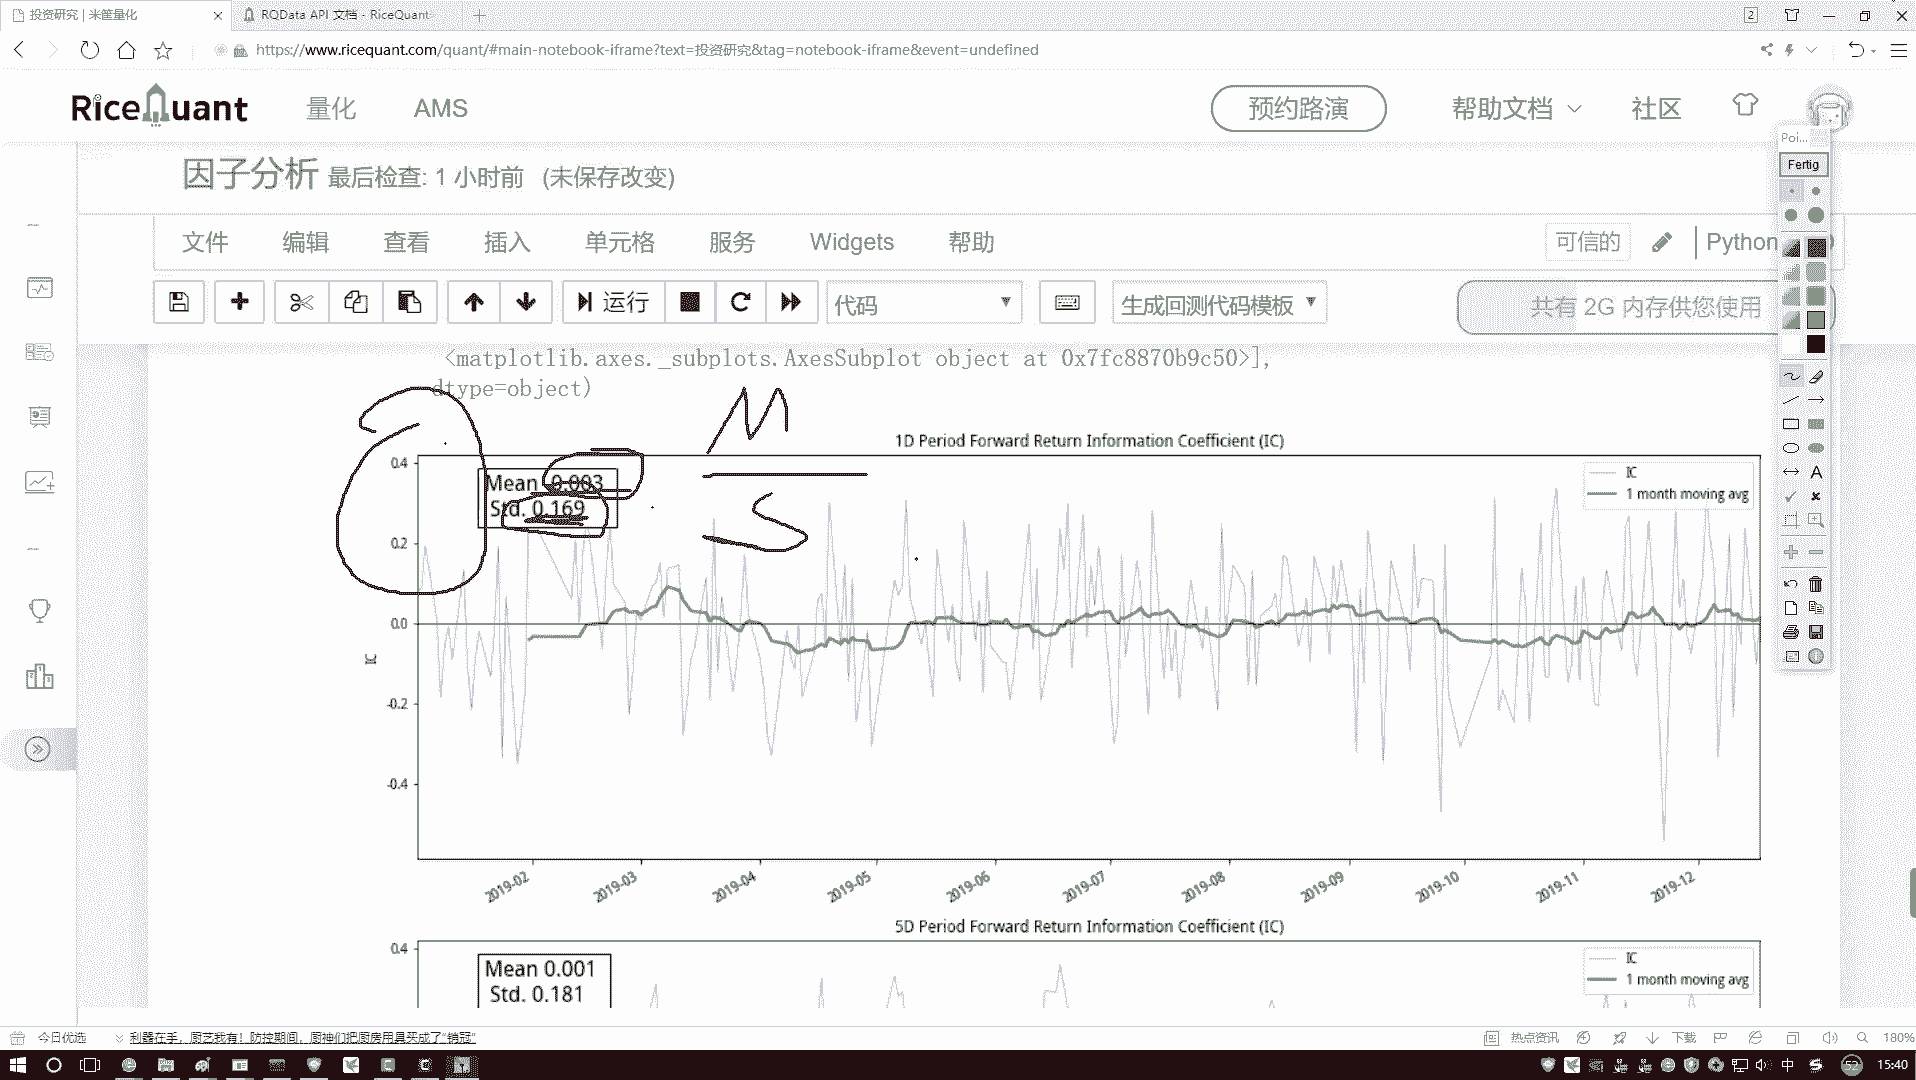 投资研究 | 米筐量化
RQData API 文档 - RiceQuant
2
https://www.ricequant.com/quant/#main-notebook-iframe?text=投资研究&tag=notebook-iframe&event=undefined
RiceQuant
量化
AMS
预约路演
帮助文档
社区
Poi...
Fertig
因子分析 最后检查: 1 小时前 (未保存改变)
文件 编辑 查看 插入 单元格 服务 Widgets 帮助
可信的
Python
运行
代码
生成回测代码模板
共有 2G 内存供您使用
<matplotlib.axes._subplots.AxesSubplot object at 0x7fc8870b9c50>],
dtype=object)
M
S
1D Period Forward Return Information Coefficient (IC)
Mean -0.003
Std. 0.169
IC
1 month moving avg
0.4
0.2
0.0
-0.2
-0.4
IC
2019-02
2019-03
2019-04
2019-05
2019-06
2019-07
2019-08
2019-09
2019-10
2019-11
2019-12
5D Period Forward Return Information Coefficient (IC)
0.4
Mean 0.001
Std. 0.181
IC
1 month moving avg
今日优选
利器在手，厨艺我有！防控期间，厨神们把厨房用具买成了“销冠”
热点资讯
下载
180%
中
52
15:40